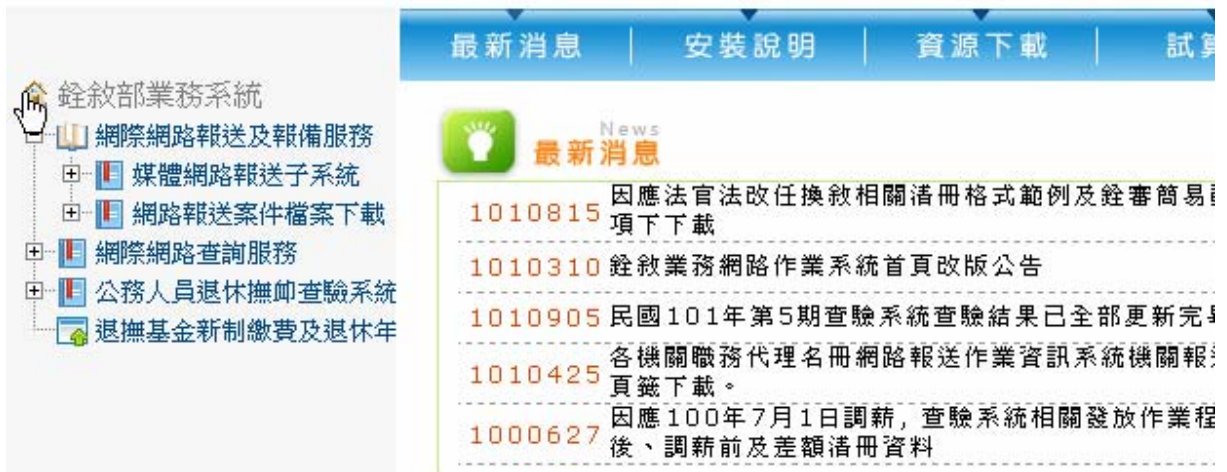 最新消息
安裝說明
資源下載
試算
銓敘部業務系統
網際網路報送及報備服務
媒體網路報送子系統
網路報送案件檔案下載
網際網路查詢服務
公務人員退休撫卹查驗系統
退撫基金新制繳費及退休年
News
最新消息
1010815 因應法官法改任換敘相關清冊格式範例及銓審簡易
項下下載
1010310 銓敘業務網路作業系統首頁改版公告
1010905 民國101年第5期查驗系統查驗結果已全部更新完
1010425 各機關職務代理名冊網路報送作業資訊系統機關報
頁籤下載。
1000627 因應100年7月1日調薪,查驗系統相關發放作業程
後、調薪前及差額清冊資料